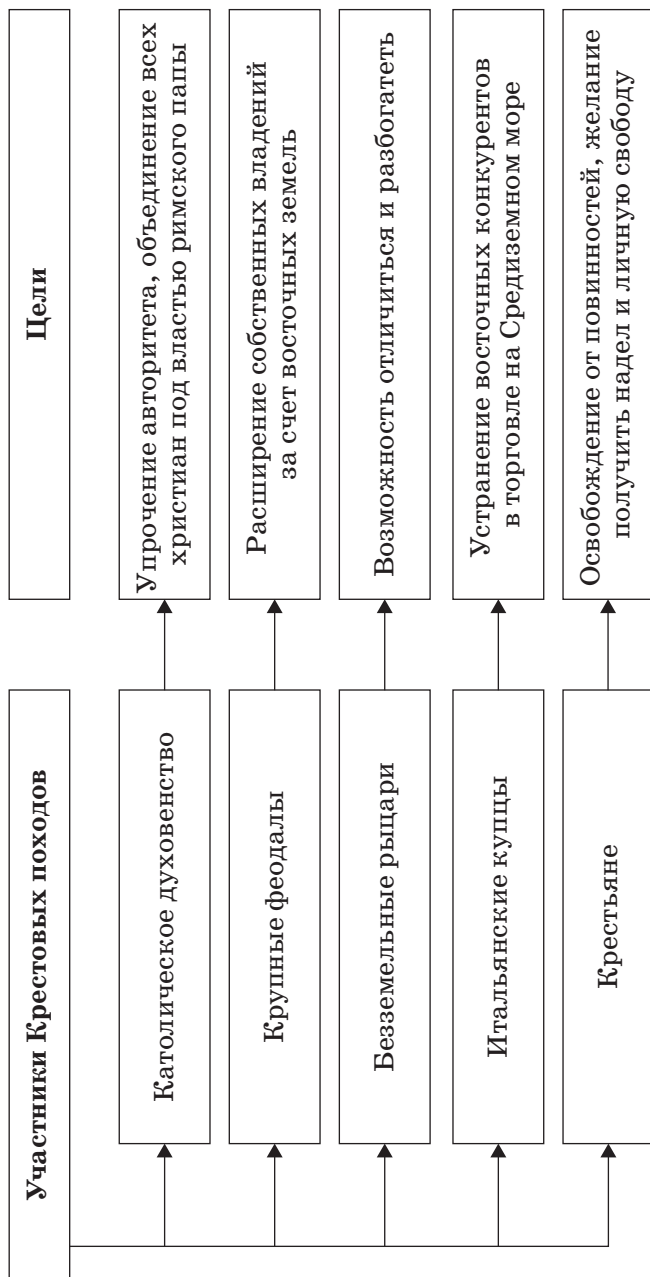 Участники Крестовых походов
Цели
Католическое духовенство
Упрочение авторитета, объединение всех
христиан под властью римского папы
Крупные феодалы
Расширение собственных владений
за счет восточных земель
Безземельные рыцари
Возможность отличиться и разбогатеть
Итальянские купцы
Устранение восточных конкурентов
в торговле на Средиземном море
Крестьяне
Освобождение от повинностей, желание
получить надел и личную свободу